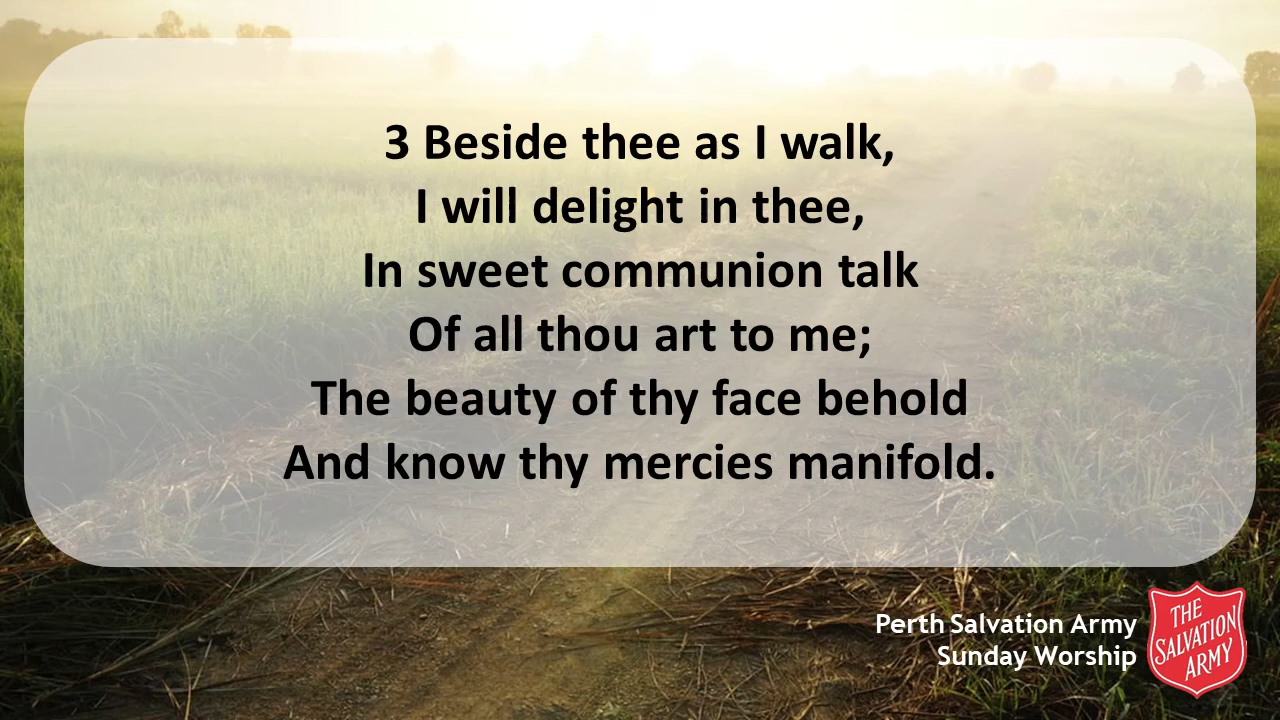 3 Beside thee as I walk,
I will delight in thee,
In sweet communion talk
Of all thou art to me;
The beauty of thy face behold
And know thy mercies manifold.
Perth Salvation Army
Sunday Worship
THE
SALVATION
ARMY